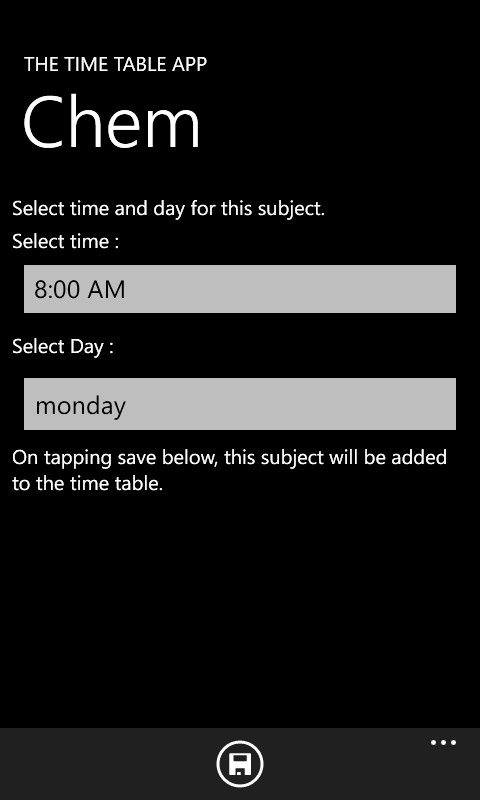 THE TIME TABLE APP
Chem
Select time and day for this subject.
Select time :
8:00 AM
Select Day :
monday
On tapping save below, this subject will be added
to the time table.